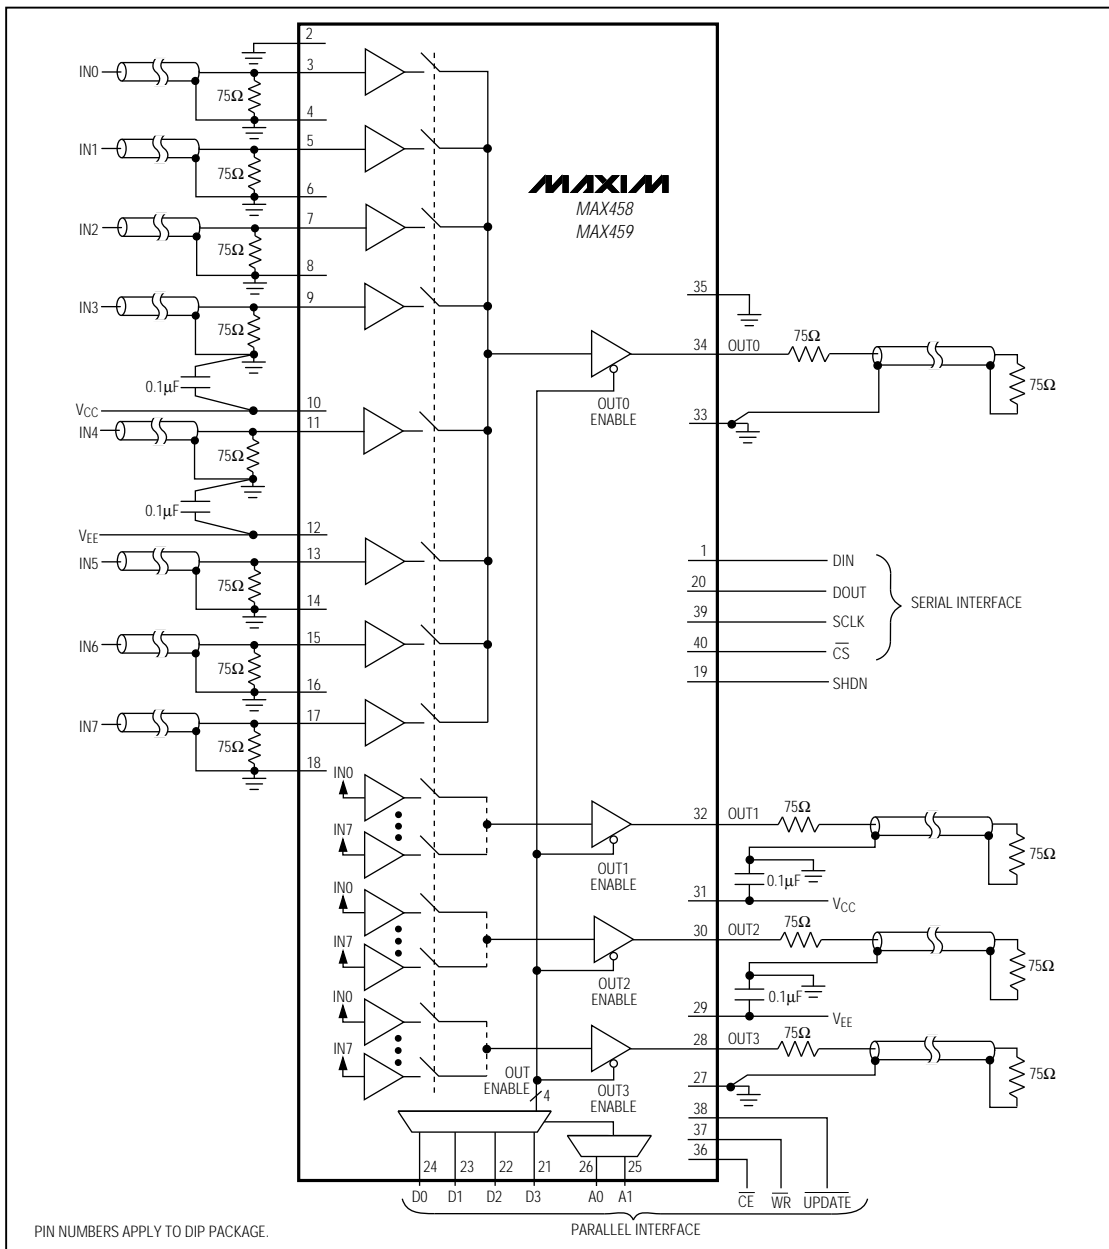 2
IN0
3
75Ω
4
IN1
5
75Ω
6
MAXIM
MAX458
MAX459
IN2
7
75Ω
8
IN3
9
75Ω
35
0.1µF
34 OUT0
75Ω
75Ω
OUT0
ENABLE
VCC
10
IN4
11
33
75Ω
0.1µF
VEE
12
IN5
13
75Ω
14
1 DIN
20 DOUT
39 SCLK
40 C̅S̅
SERIAL INTERFACE
19 SHDN
IN6
15
75Ω
16
IN7
17
75Ω
18
IN0
IN7
32 OUT1
75Ω
75Ω
OUT1
ENABLE
0.1µF
31
VCC
IN0
IN7
30 OUT2
75Ω
75Ω
OUT2
ENABLE
0.1µF
29
VEE
IN0
IN7
28 OUT3
75Ω
75Ω
OUT
ENABLE
4
OUT3
ENABLE
27
38
37
36
24 23 22 21 26 25
D0 D1 D2 D3 A0 A1 C̅E̅ W̅R̅ U̅P̅D̅A̅T̅E̅
PARALLEL INTERFACE
PIN NUMBERS APPLY TO DIP PACKAGE.